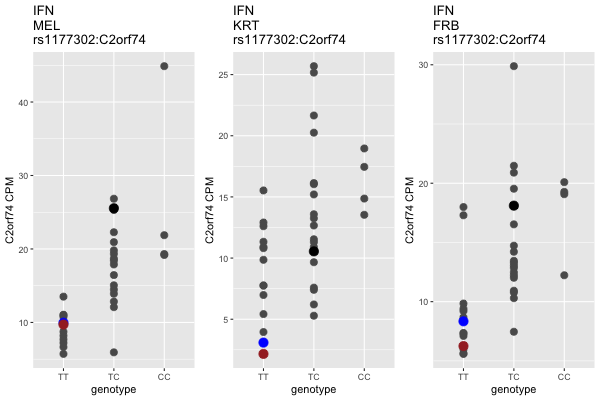 IFN
MEL
rs1177302:C2orf74
C2orf74 CPM
40
30
20
10
TT
TC
CC
genotype
IFN
KRT
rs1177302:C2orf74
C2orf74 CPM
25
20
15
10
5
TT
TC
CC
genotype
IFN
FRB
rs1177302:C2orf74
C2orf74 CPM
30
20
10
TT
TC
CC
genotype